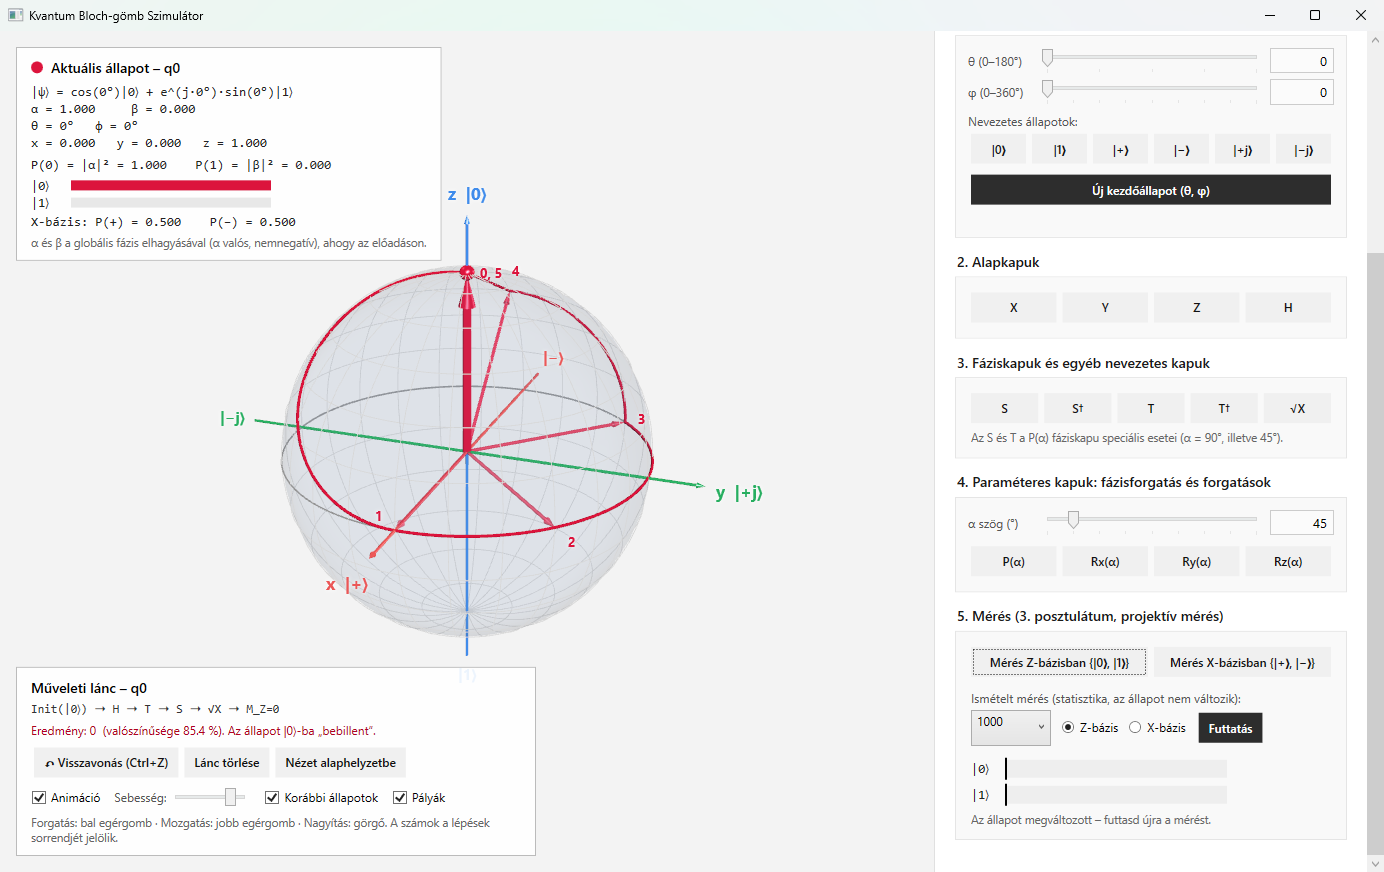 Kvantum Bloch-gömb Szimulátor
Aktuális állapot – q0
|ψ⟩ = cos(0°)|0⟩ + e^(j·0°)·sin(0°)|1⟩
α = 1.000 β = 0.000
θ = 0° ϕ = 0°
x = 0.000 y = 0.000 z = 1.000
P(0) = |α|² = 1.000 P(1) = |β|² = 0.000
|0⟩
|1⟩
X-bázis: P(+) = 0.500 P(−) = 0.500
α és β a globális fázis elhagyásával (α valós, nemnegatív), ahogy az előadáson.
z |0⟩
0, 5 4
|−⟩
|−j⟩
3
y |+j⟩
1
2
x |+⟩
|1⟩
Műveleti lánc – q0
Init(|0⟩) → H → T → S → √X → M_Z=0
Eredmény: 0 (valószínűsége 85.4 %). Az állapot |0⟩-ba „bebillent”.
↶ Visszavonás (Ctrl+Z) Lánc törlése Nézet alaphelyzetbe
Animáció Sebesség: Korábbi állapotok Pályák
Forgatás: bal egérgomb · Mozgatás: jobb egérgomb · Nagyítás: görgő. A számok a lépések
sorrendjét jelölik.
θ (0–180°) 0
φ (0–360°) 0
Nevezetes állapotok:
|0⟩ |1⟩ |+⟩ |−⟩ |+j⟩ |−j⟩
Új kezdőállapot (θ, φ)
2. Alapkapuk
X Y Z H
3. Fáziskapuk és egyéb nevezetes kapuk
S S† T T† √X
Az S és T a P(α) fáziskapu speciális esetei (α = 90°, illetve 45°).
4. Paraméteres kapuk: fázisforgatás és forgatások
α szög (°) 45
P(α) Rx(α) Ry(α) Rz(α)
5. Mérés (3. posztulátum, projektív mérés)
Mérés Z-bázisban {|0⟩, |1⟩} Mérés X-bázisban {|+⟩, |−⟩}
Ismételt mérés (statisztika, az állapot nem változik):
1000 Z-bázis X-bázis Futtatás
|0⟩
|1⟩
Az állapot megváltozott – futtasd újra a mérést.